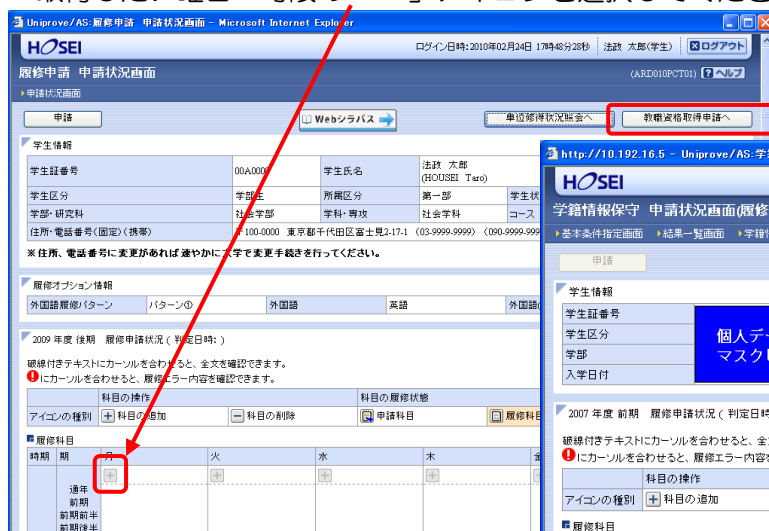 Uniprove/AS:履修申請 申請状況画面 - Microsoft Internet Explorer
HOSEI
ログイン日時:2010年02月24日 17時48分28秒 法政 太郎(学生) ログアウト
履修申請 申請状況画面
(ARD010PCT01) ? ヘルプ
申請状況画面
申請 Webシラバス 単位修得状況照会へ 教職資格取得申請へ
学生情報
学生証番号 00A0000 学生氏名 法政 太郎
(HOUSEI Taro)
学生区分 学部生 所属区分 第一部 学生状
学部・研究科 社会学部 学科・専攻 社会学科 コース
住所・電話番号(固定)(携帯) 〒100-0000 東京都千代田区富士見2-17-1 (03-9999-9999) (090-9999-999
※住所、電話番号に変更があれば速やかに大学で変更手続きを行ってください。
履修オプション情報
外国語履修パターン パターン① 外国語 英語 外国語(
2009 年度 後期 履修申請状況 ( 判定日時: )
破線付きテキストにカーソルを合わせると、全文を確認できます。
にカーソルを合わせると、履修エラー内容を確認できます。
科目の操作 科目の履修状態
アイコンの種別 科目の追加 科目の削除 申請科目 履修科目
履修科目
時期 期 月 火 水 木 金
通年
前期
前期前半
前期後半
http://10.192.16.5 - Uniprove/AS:学
HOSEI
学籍情報保守 申請状況画面(履修
基本条件指定画面 結果一覧画面 学籍情
申請
学生情報
学生証番号
学生区分
学部
入学日付
個人デー
マスク
2007 年度 前期 履修申請状況 ( 判定日時
破線付きテキストにカーソルを合わせると、全
にカーソルを合わせると、履修エラー内容を
科目の操作
アイコンの種別 科目の追加
履修科目